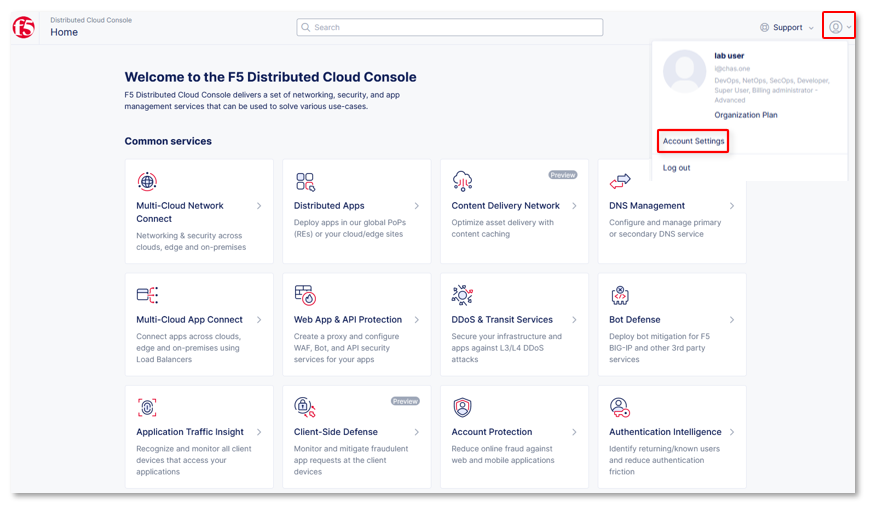 f5
Distributed Cloud Console
Home
Search
Support
lab user
l@chas.one
DevOps, NetOps, SecOps, Developer,
Super User, Billing administrator -
Advanced
Organization Plan
Account Settings
Log out
Welcome to the F5 Distributed Cloud Console
F5 Distributed Cloud Console delivers a set of networking, security, and app
management services that can be used to solve various use-cases.
Common services
Multi-Cloud Network
Connect
Networking & security across
clouds, edge and on-premises
Distributed Apps
Deploy apps in our global PoPs
(REs) or your cloud/edge sites
Preview
Content Delivery Network
Optimize asset delivery with
content caching
DNS Management
Configure and manage primary
or secondary DNS service
Multi-Cloud App Connect
Connect apps across clouds,
edge and on-premises using
Load Balancers
Web App & API Protection
Create a proxy and configure
WAF, Bot, and API security
services for your apps
DDoS & Transit Services
Secure your infrastructure and
apps against L3/L4 DDoS
attacks
Bot Defense
Deploy bot mitigation for F5
BIG-IP and other 3rd party
services
Application Traffic Insight
Recognize and monitor all client
devices that access your
applications
Preview
Client-Side Defense
Monitor and mitigate fraudulent
app requests at the client
devices
Account Protection
Reduce online fraud against
web and mobile applications
Authentication Intelligence
Identify returning/known users
and reduce authentication
friction